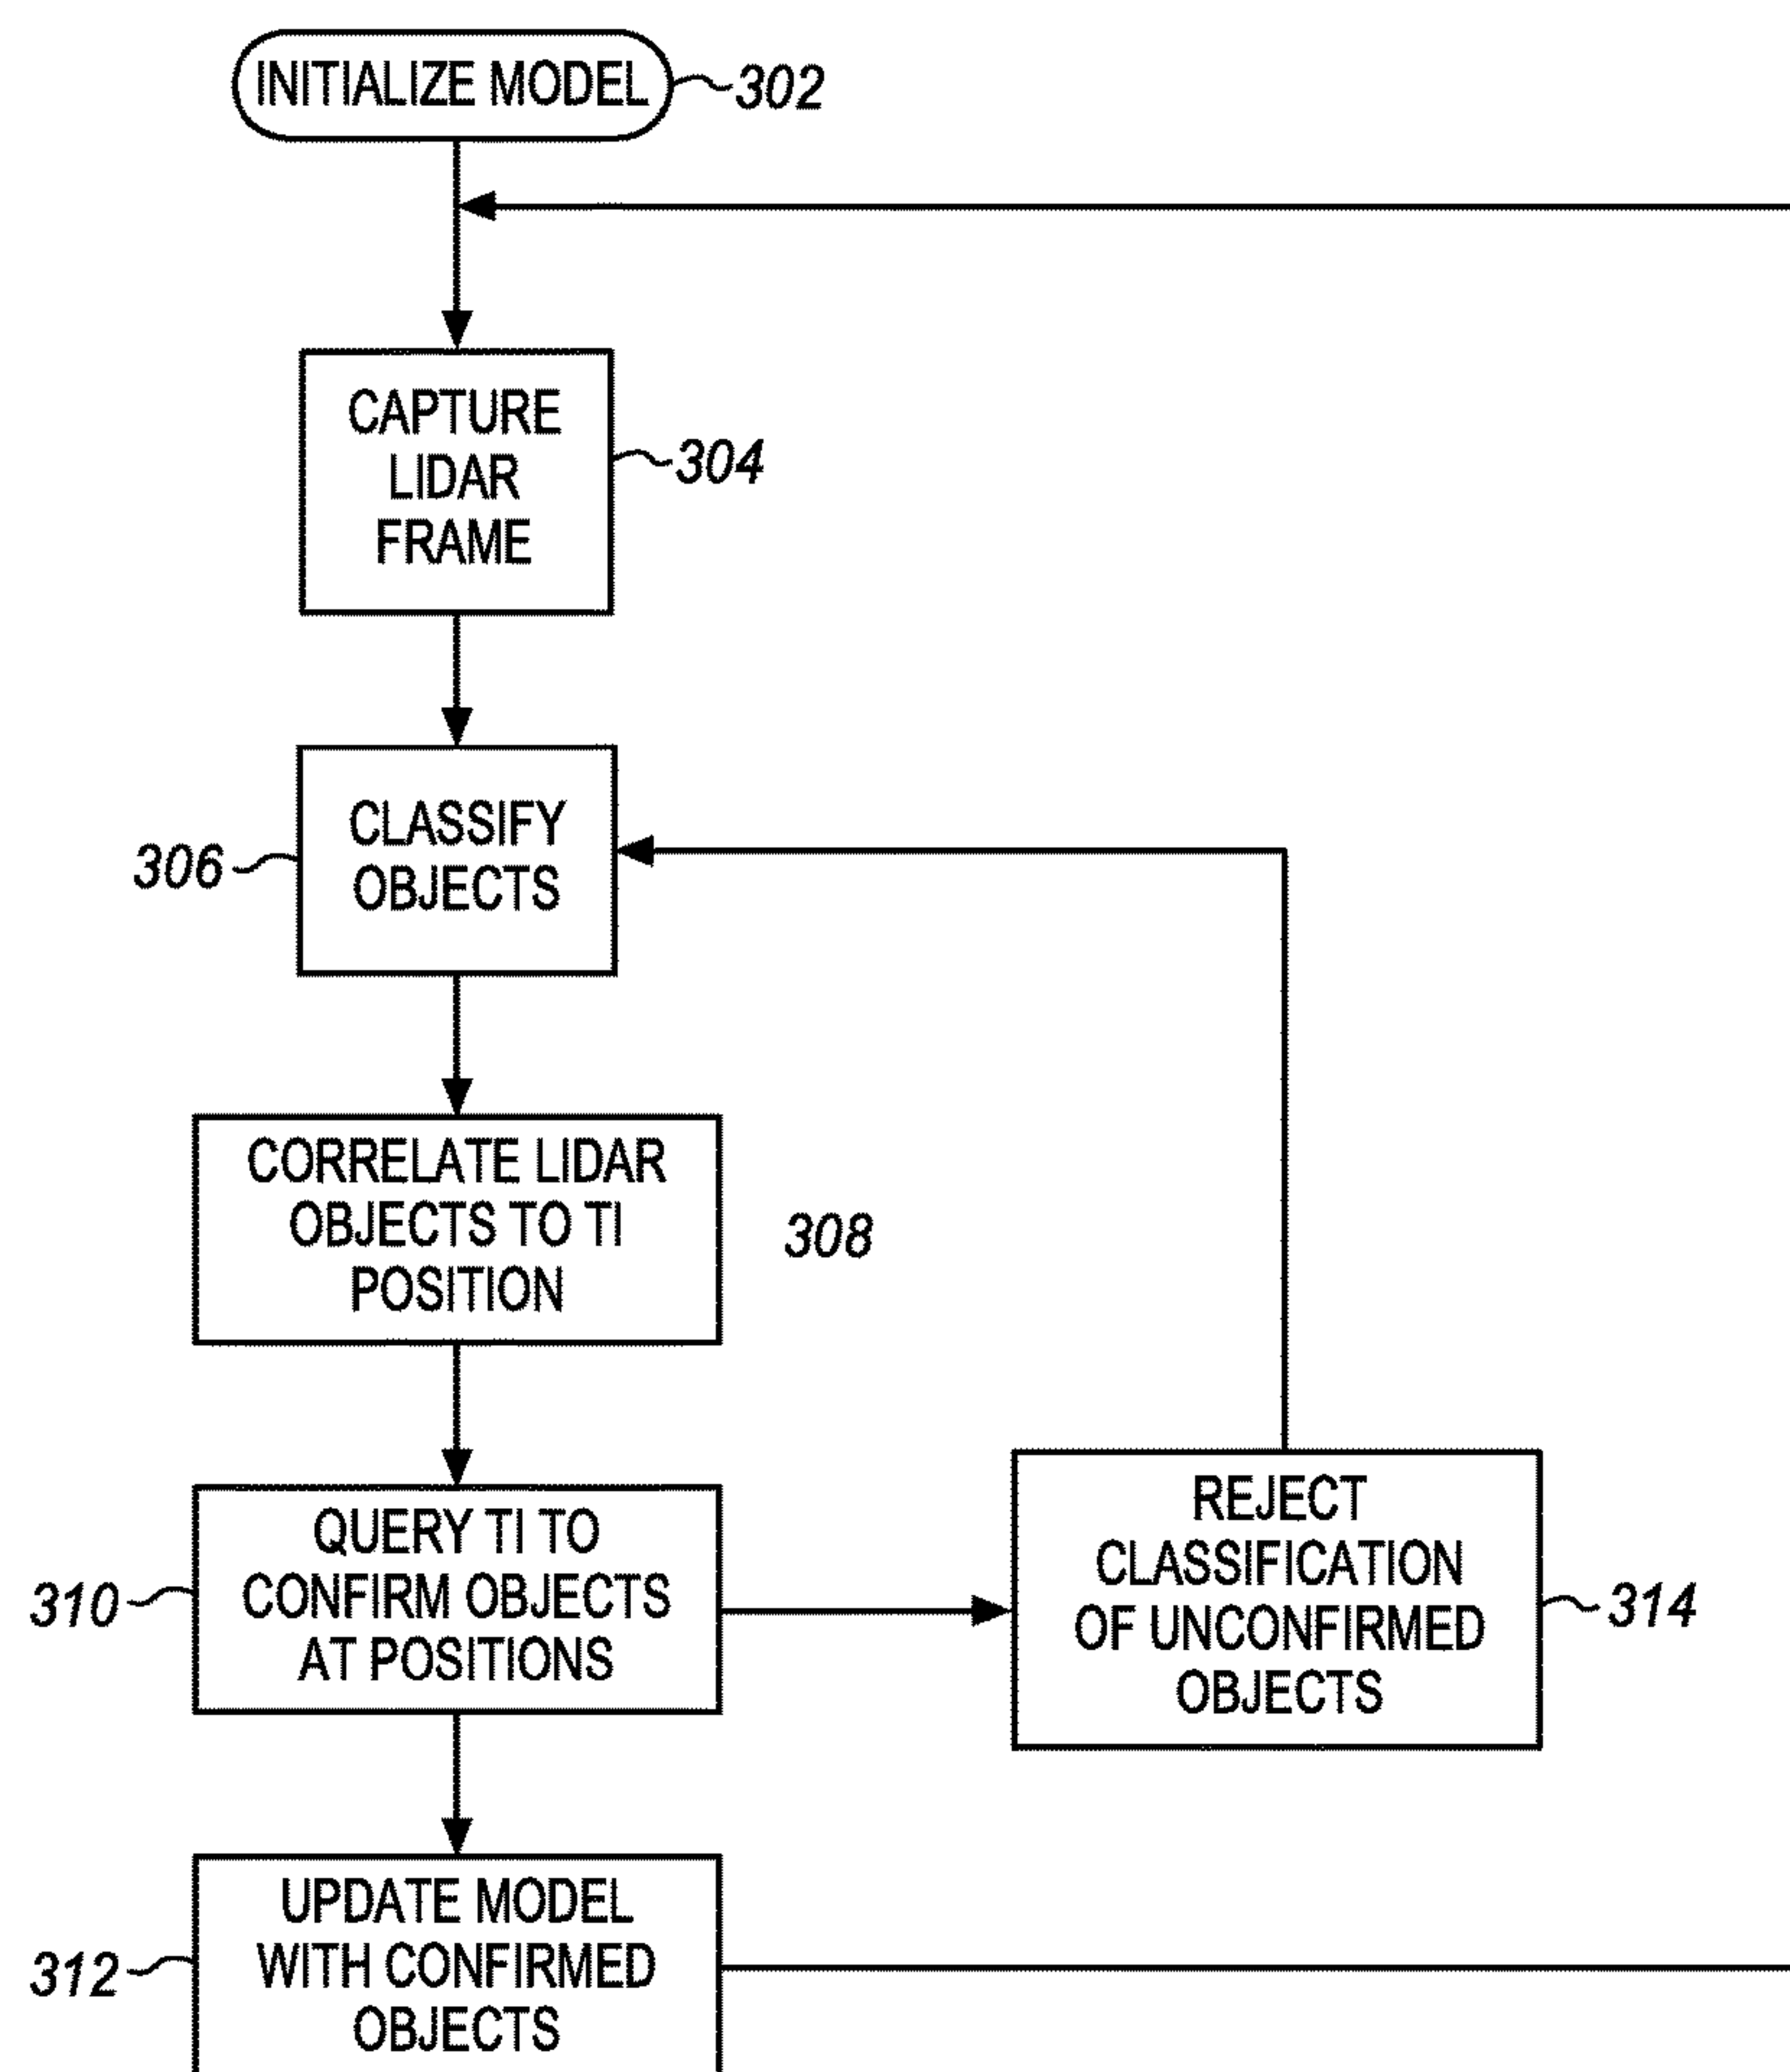 INITIALIZE MODEL
302
CAPTURE
LIDAR
FRAME
304
CLASSIFY
OBJECTS
306
CORRELATE LIDAR
OBJECTS TO TI
POSITION
308
QUERY TI TO
CONFIRM OBJECTS
AT POSITIONS
310
REJECT
CLASSIFICATION
OF UNCONFIRMED
OBJECTS
314
UPDATE MODEL
WITH CONFIRMED
OBJECTS
312